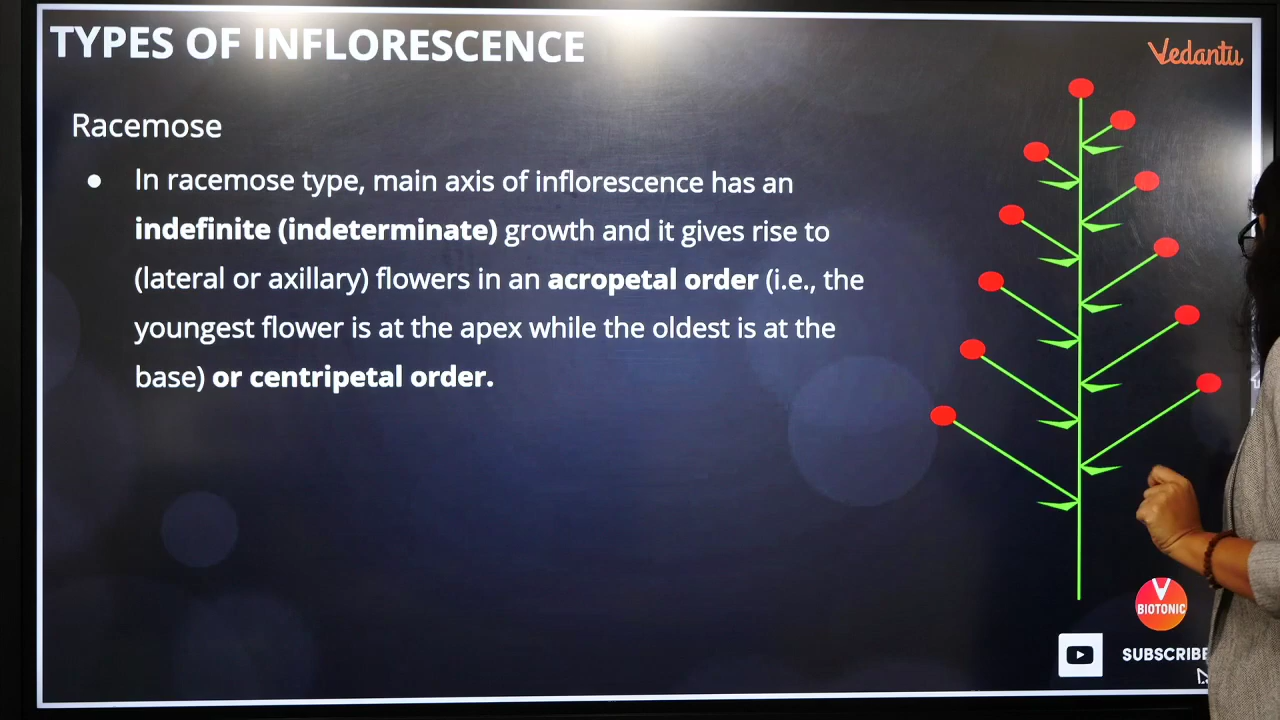 TYPES OF INFLORESCENCE
Vedantu
Racemose
● In racemose type, main axis of inflorescence has an
indefinite (indeterminate) growth and it gives rise to
(lateral or axillary) flowers in an acropetal order (i.e., the
youngest flower is at the apex while the oldest is at the
base) or centripetal order.
V
BIOTONIC
SUBSCRIBE